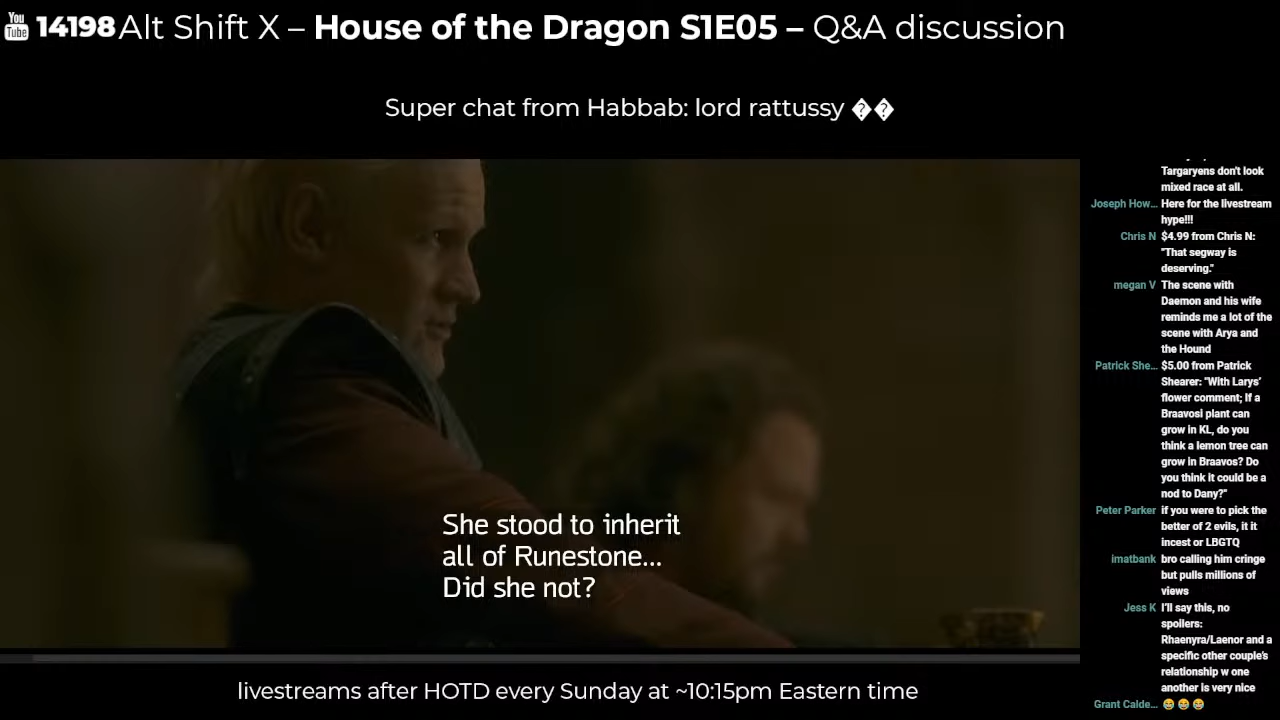 You Tube 14198 Alt Shift X – House of the Dragon S1E05 – Q&A discussion
Super chat from Habbab: lord rattussy ��
She stood to inherit
all of Runestone...
Did she not?
Targaryens don't look
mixed race at all.
Joseph How... Here for the livestream
hype!!!
Chris N $4.99 from Chris N:
"That segway is
deserving."
megan V The scene with
Daemon and his wife
reminds me a lot of the
scene with Arya and
the Hound
Patrick She... $5.00 from Patrick
Shearer: "With Larys'
flower comment; If a
Braavosi plant can
grow in KL, do you
think a lemon tree can
grow in Braavos? Do
you think it could be a
nod to Dany?"
Peter Parker if you were to pick the
better of 2 evils, it it
incest or LBGTQ
imatbank bro calling him cringe
but pulls millions of
views
Jess K I'll say this, no
spoilers:
Rhaenyra/Laenor and a
specific other couple's
relationship w one
another is very nice
Grant Calde... 😂😂😂
livestreams after HOTD every Sunday at ~10:15pm Eastern time